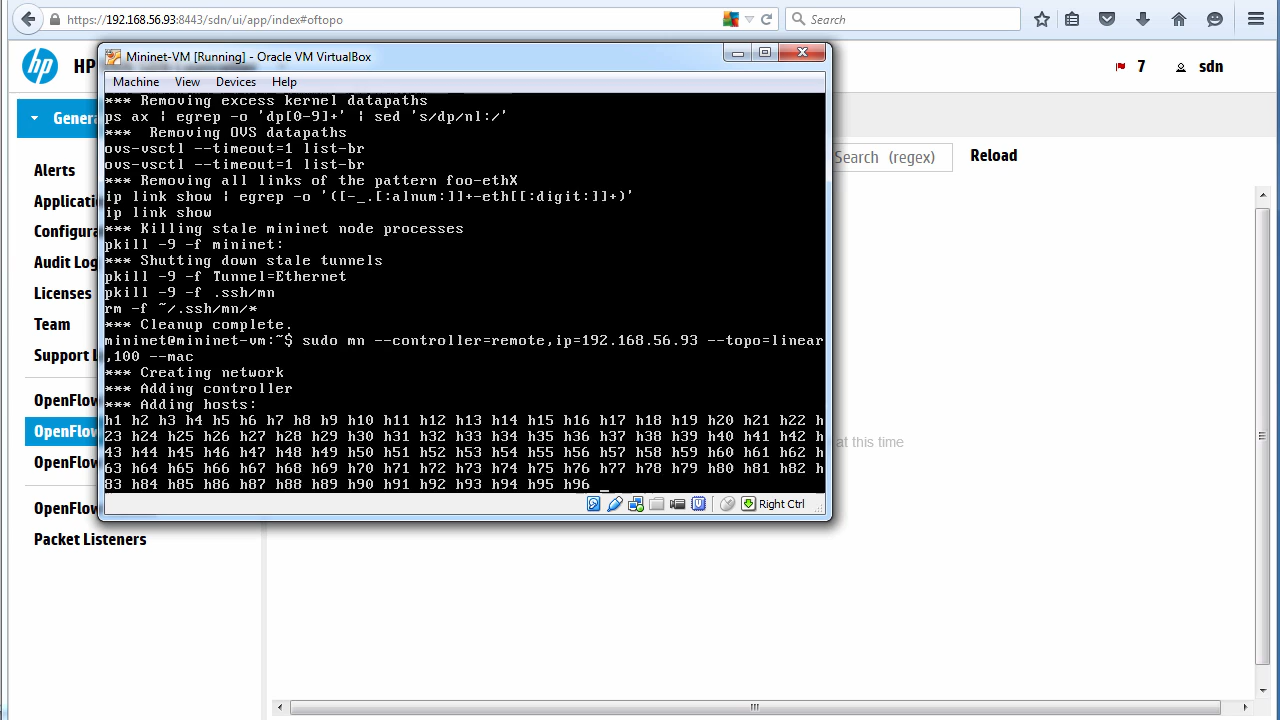 https://192.168.56.93:8443/sdn/ui/app/index#oftopo
Search
hp
HP
7
sdn
Mininet-VM [Running] - Oracle VM VirtualBox
Machine View Devices Help
*** Removing excess kernel datapaths
ps ax | egrep -o 'dp[0-9]+' | sed 's/dp/nl:/'
*** Removing OVS datapaths
ovs-vsctl --timeout=1 list-br
ovs-vsctl --timeout=1 list-br
*** Removing all links of the pattern foo-ethX
ip link show | egrep -o '([-_.[:alnum:]]+-eth[[:digit:]]+)'
ip link show
*** Killing stale mininet node processes
pkill -9 -f mininet:
*** Shutting down stale tunnels
pkill -9 -f Tunnel=Ethernet
pkill -9 -f .ssh/mn
rm -f ~/.ssh/mn/*
*** Cleanup complete.
mininet@mininet-vm:~$ sudo mn --controller=remote,ip=192.168.56.93 --topo=linear
,100 --mac
*** Creating network
*** Adding controller
*** Adding hosts:
h1 h2 h3 h4 h5 h6 h7 h8 h9 h10 h11 h12 h13 h14 h15 h16 h17 h18 h19 h20 h21 h22 h
23 h24 h25 h26 h27 h28 h29 h30 h31 h32 h33 h34 h35 h36 h37 h38 h39 h40 h41 h42 h
43 h44 h45 h46 h47 h48 h49 h50 h51 h52 h53 h54 h55 h56 h57 h58 h59 h60 h61 h62 h
63 h64 h65 h66 h67 h68 h69 h70 h71 h72 h73 h74 h75 h76 h77 h78 h79 h80 h81 h82 h
83 h84 h85 h86 h87 h88 h89 h90 h91 h92 h93 h94 h95 h96 _
Right Ctrl
Genera
Alerts
Applicatio
Configura
Audit Log
Licenses
Team
Support L
OpenFlow
OpenFlow
OpenFlow
OpenFlow
Packet Listeners
Search (regex)
Reload
at this time